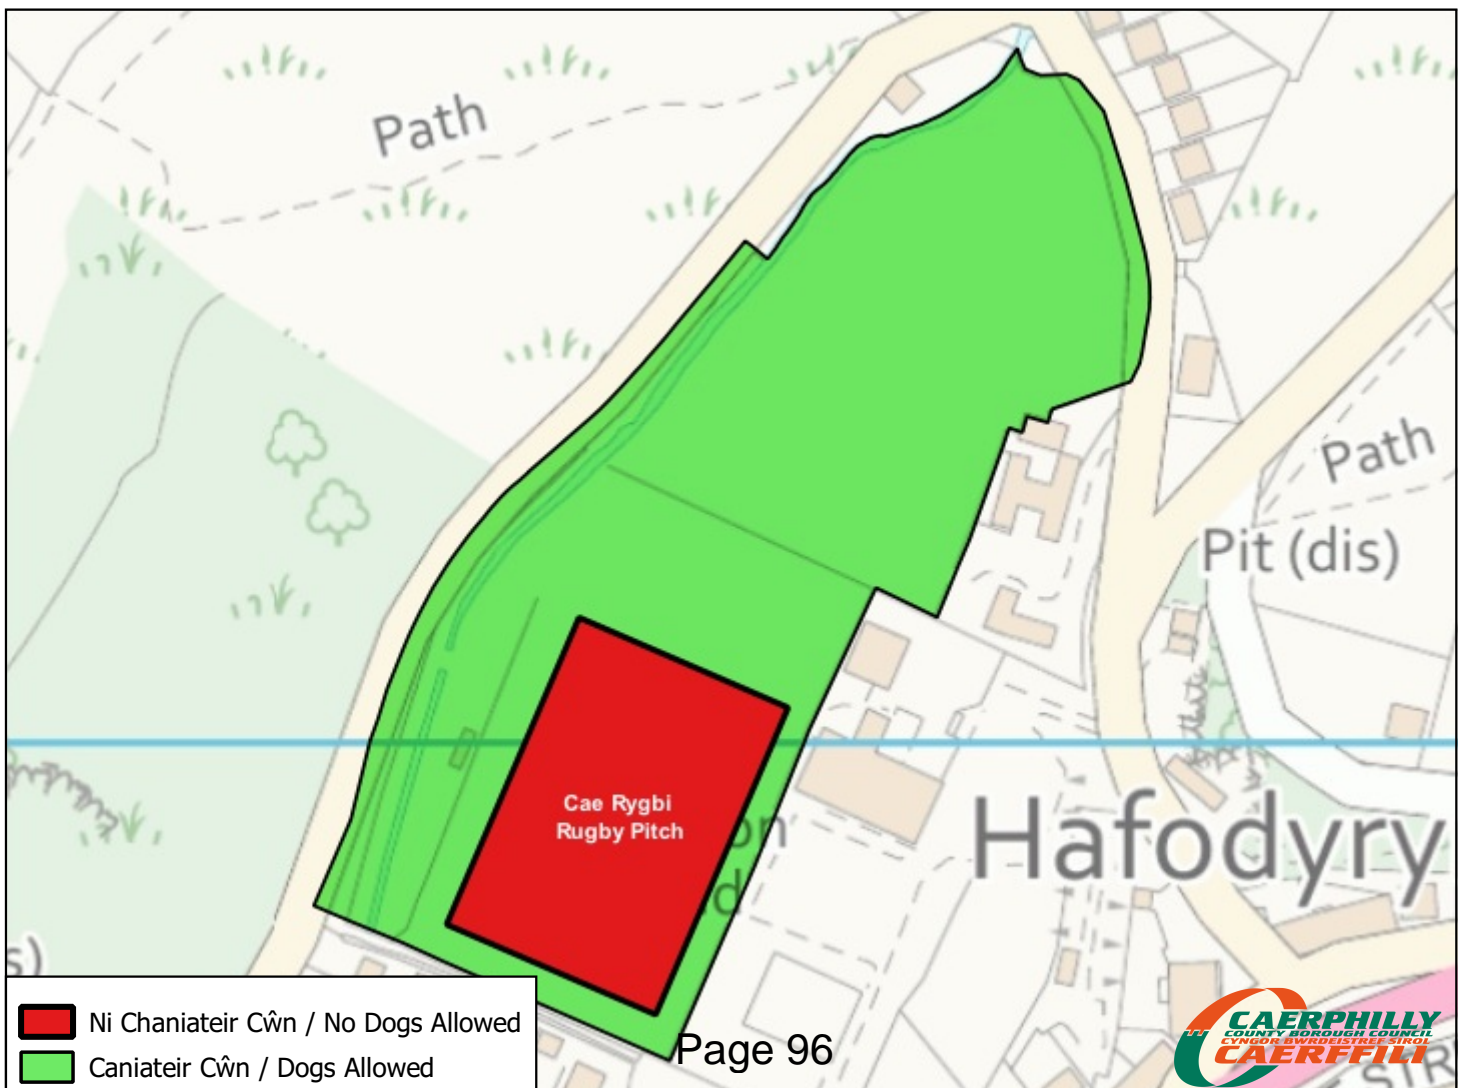 Path
Path
Pit (dis)
Cae Rygbi
Rugby Pitch
Hafodyry
Ni Chaniateir Cŵn / No Dogs Allowed
Caniateir Cŵn / Dogs Allowed
Page 96
CAERPHILLY
COUNTY BOROUGH COUNCIL
CYNGOR BWRDEISTREF SIROL
CAERFFILI